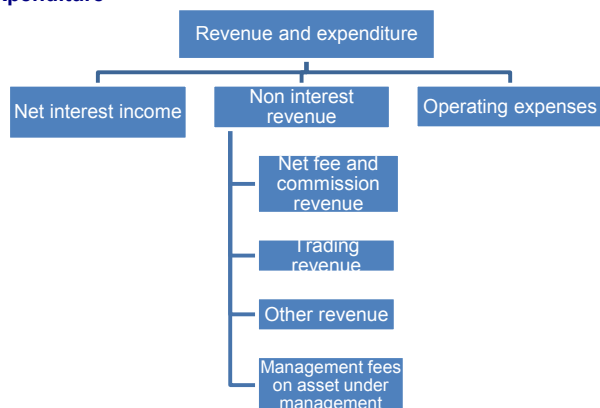 Revenue and expenditure
Net interest income
Non interest
revenue
Operating expenses
Net fee and
commission
revenue
Trading
revenue
Other revenue
Management fees
on asset under
management